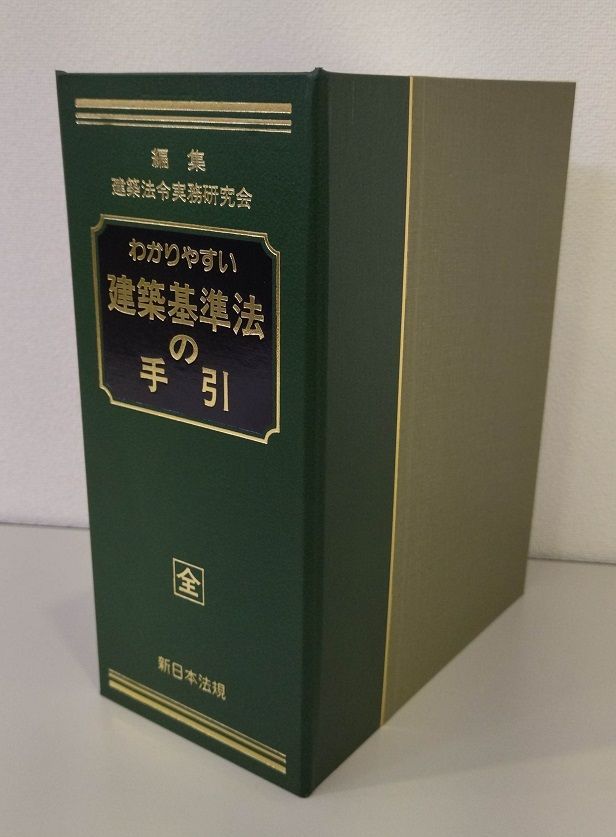 編集
建築法令実務研究会
わかりやすい
建築基準法
の
手引
全
新日本法規